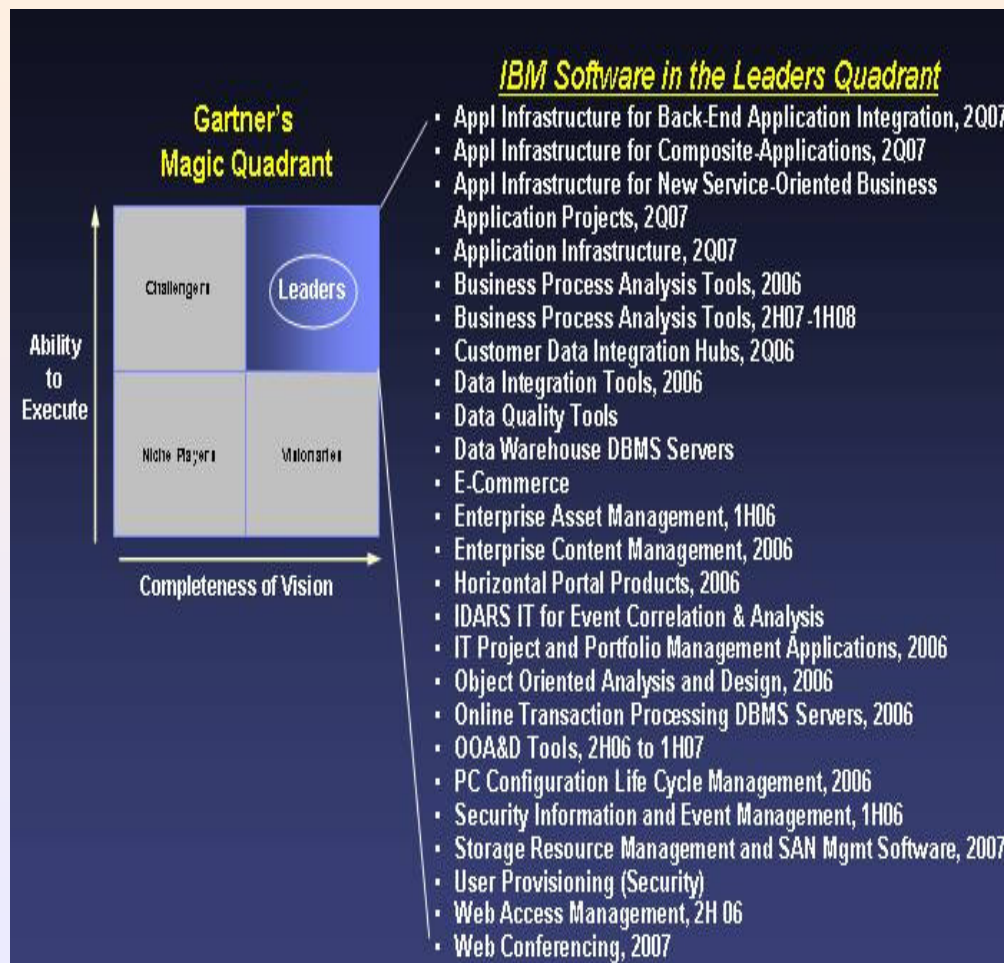 IBM Software in the Leaders Quadrant
Gartner's
Magic Quadrant
Challengers
Leaders
Ability
to
Execute
Niche Players
Visionaries
Completeness of Vision
▪ Appl Infrastructure for Back-End Application Integration, 2Q07
▪ Appl Infrastructure for Composite-Applications, 2Q07
▪ Appl Infrastructure for New Service-Oriented Business
Application Projects, 2Q07
▪ Application Infrastructure, 2Q07
▪ Business Process Analysis Tools, 2006
▪ Business Process Analysis Tools, 2H07-1H08
▪ Customer Data Integration Hubs, 2Q06
▪ Data Integration Tools, 2006
▪ Data Quality Tools
▪ Data Warehouse DBMS Servers
▪ E-Commerce
▪ Enterprise Asset Management, 1H06
▪ Enterprise Content Management, 2006
▪ Horizontal Portal Products, 2006
▪ IDARS IT for Event Correlation & Analysis
▪ IT Project and Portfolio Management Applications, 2006
▪ Object Oriented Analysis and Design, 2006
▪ Online Transaction Processing DBMS Servers, 2006
▪ OOA&D Tools, 2H06 to 1H07
▪ PC Configuration Life Cycle Management, 2006
▪ Security Information and Event Management, 1H06
▪ Storage Resource Management and SAN Mgmt Software, 2007
▪ User Provisioning (Security)
▪ Web Access Management, 2H 06
▪ Web Conferencing, 2007